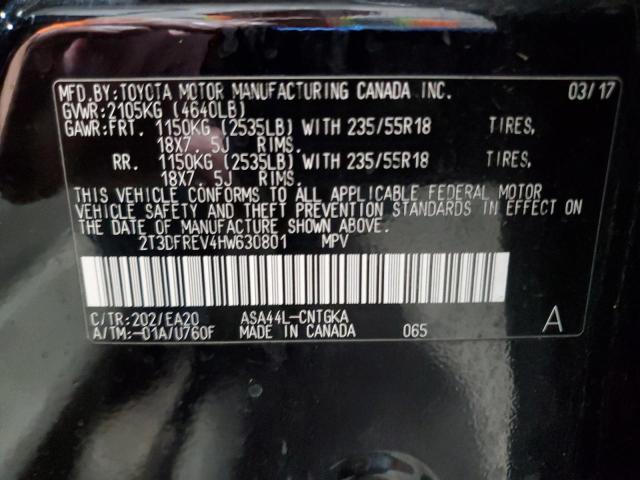 MFD.BY:TOYOTA MOTOR MANUFACTURING CANADA INC. 03/17
GVWR:2105KG (4640LB)
GAWR:FRT. 1150KG (2535LB) WITH 235/55R18 TIRES,
18X7.5J RIMS.
RR. 1150KG (2535LB) WITH 235/55R18 TIRES,
18X7.5J RIMS.
THIS VEHICLE CONFORMS TO ALL APPLICABLE FEDERAL MOTOR
VEHICLE SAFETY AND THEFT PREVENTION STANDARDS IN EFFECT ON
THE DATE OF MANUFACTURE SHOWN ABOVE.
2T3DFREV4HW630801 MPV
C/TR:202/EA20 ASA44L-CNTGKA
A/TM:-01A/U760F MADE IN CANADA 065 A